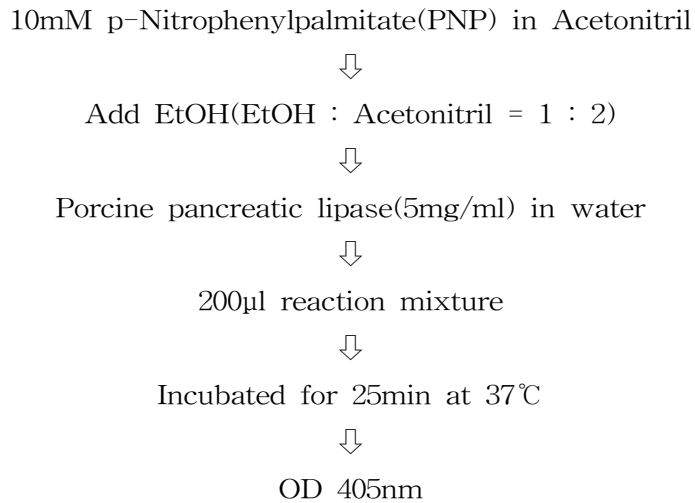 10mM p-Nitrophenylpalmitate(PNP) in Acetonitril
⇩
Add EtOH(EtOH : Acetonitril = 1 : 2)
⇩
Porcine pancreatic lipase(5mg/ml) in water
⇩
200µl reaction mixture
⇩
Incubated for 25min at 37℃
⇩
OD 405nm